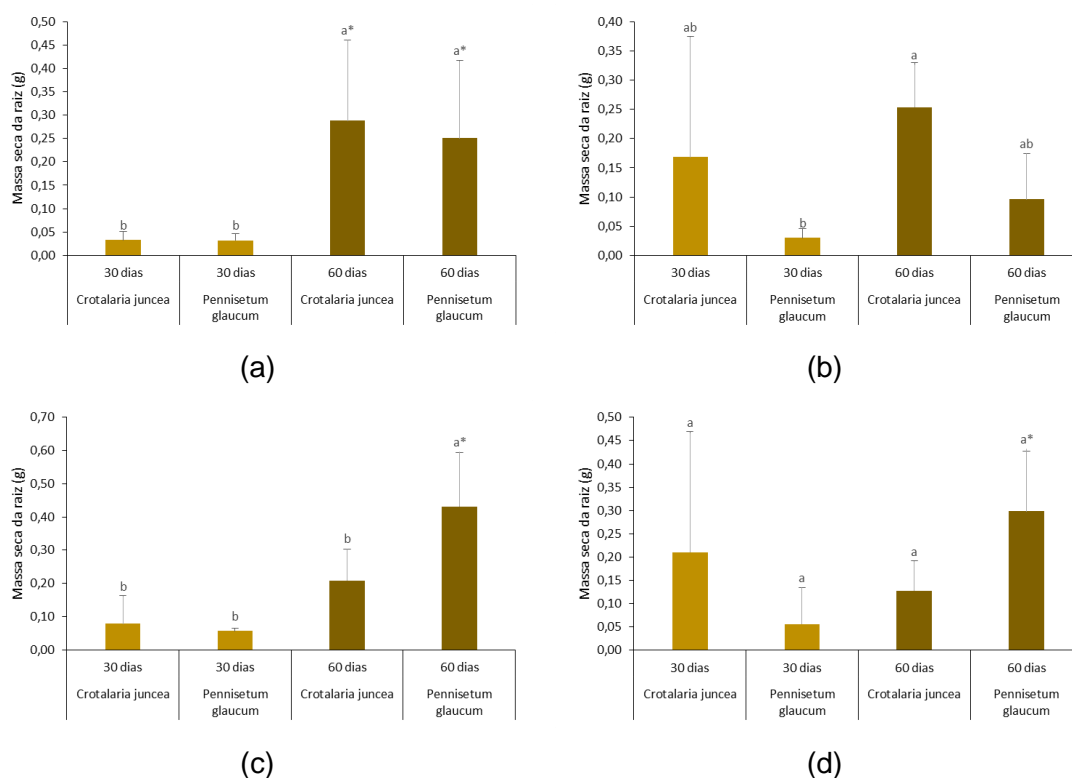 0,50
0,45
0,40
0,35
0,30
0,25
0,20
0,15
0,10
0,05
0,00
Massa seca da raiz (g)
b
b
a*
a*
30 dias
30 dias
60 dias
60 dias
Crotalaria juncea
Pennisetum
glaucum
Crotalaria juncea
Pennisetum
glaucum
(a)
0,40
0,35
0,30
0,25
0,20
0,15
0,10
0,05
0,00
Massa seca da raiz (g)
ab
b
a
ab
30 dias
30 dias
60 dias
60 dias
Crotalaria juncea
Pennisetum
glaucum
Crotalaria juncea
Pennisetum
glaucum
(b)
0,70
0,60
0,50
0,40
0,30
0,20
0,10
0,00
Massa seca da raiz (g)
b
b
b
a*
30 dias
30 dias
60 dias
60 dias
Crotalaria juncea
Pennisetum
glaucum
Crotalaria juncea
Pennisetum
glaucum
(c)
0,50
0,45
0,40
0,35
0,30
0,25
0,20
0,15
0,10
0,05
0,00
Massa seca da raiz (g)
a
a
a
a*
30 dias
30 dias
60 dias
60 dias
Crotalaria juncea
Pennisetum
glaucum
Crotalaria juncea
Pennisetum
glaucum
(d)